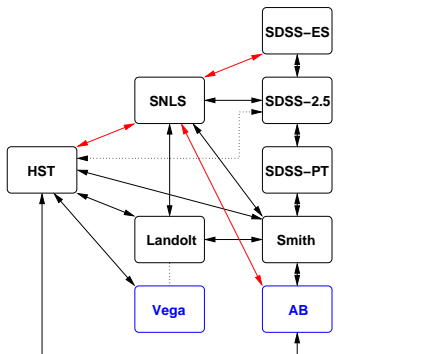 SDSS−ES
SNLS
SDSS−2.5
HST
SDSS−PT
Landolt
Smith
Vega
AB